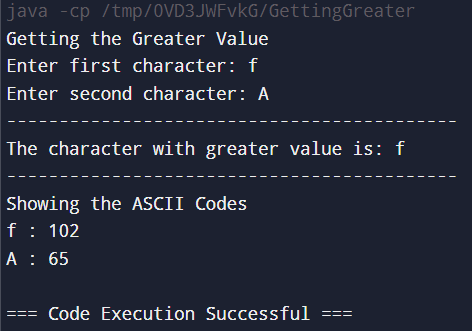 java -cp /tmp/0VD3JWFvkG/GettingGreater
Getting the Greater Value
Enter first character: f
Enter second character: A
-------------------------------------------
The character with greater value is: f
-------------------------------------------
Showing the ASCII Codes
f : 102
A : 65
=== Code Execution Successful ===